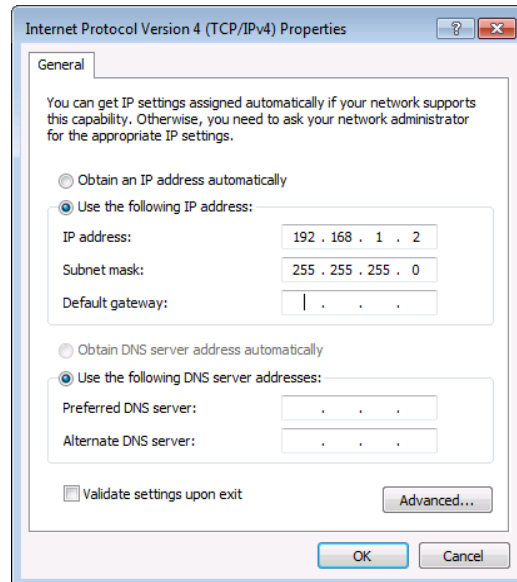 Internet Protocol Version 4 (TCP/IPv4) Properties
General
You can get IP settings assigned automatically if your network supports
this capability. Otherwise, you need to ask your network administrator
for the appropriate IP settings.
Obtain an IP address automatically
Use the following IP address:
IP address: 192 . 168 . 1 . 2
Subnet mask: 255 . 255 . 255 . 0
Default gateway: . . .
Obtain DNS server address automatically
Use the following DNS server addresses:
Preferred DNS server: . . .
Alternate DNS server: . . .
Validate settings upon exit
Advanced...
OK Cancel